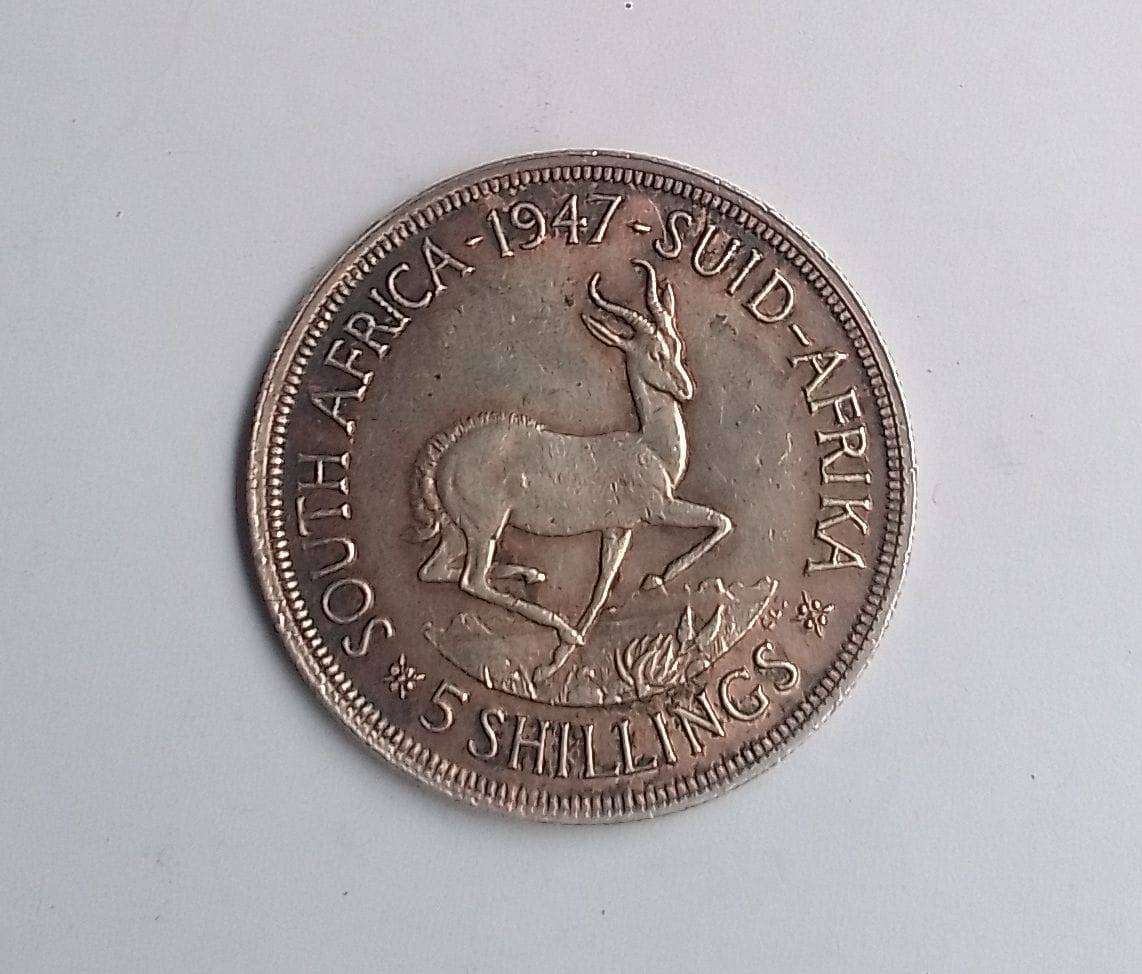 SOUTH AFRICA - 1947 - SUID-AFRIKA
5 SHILLINGS